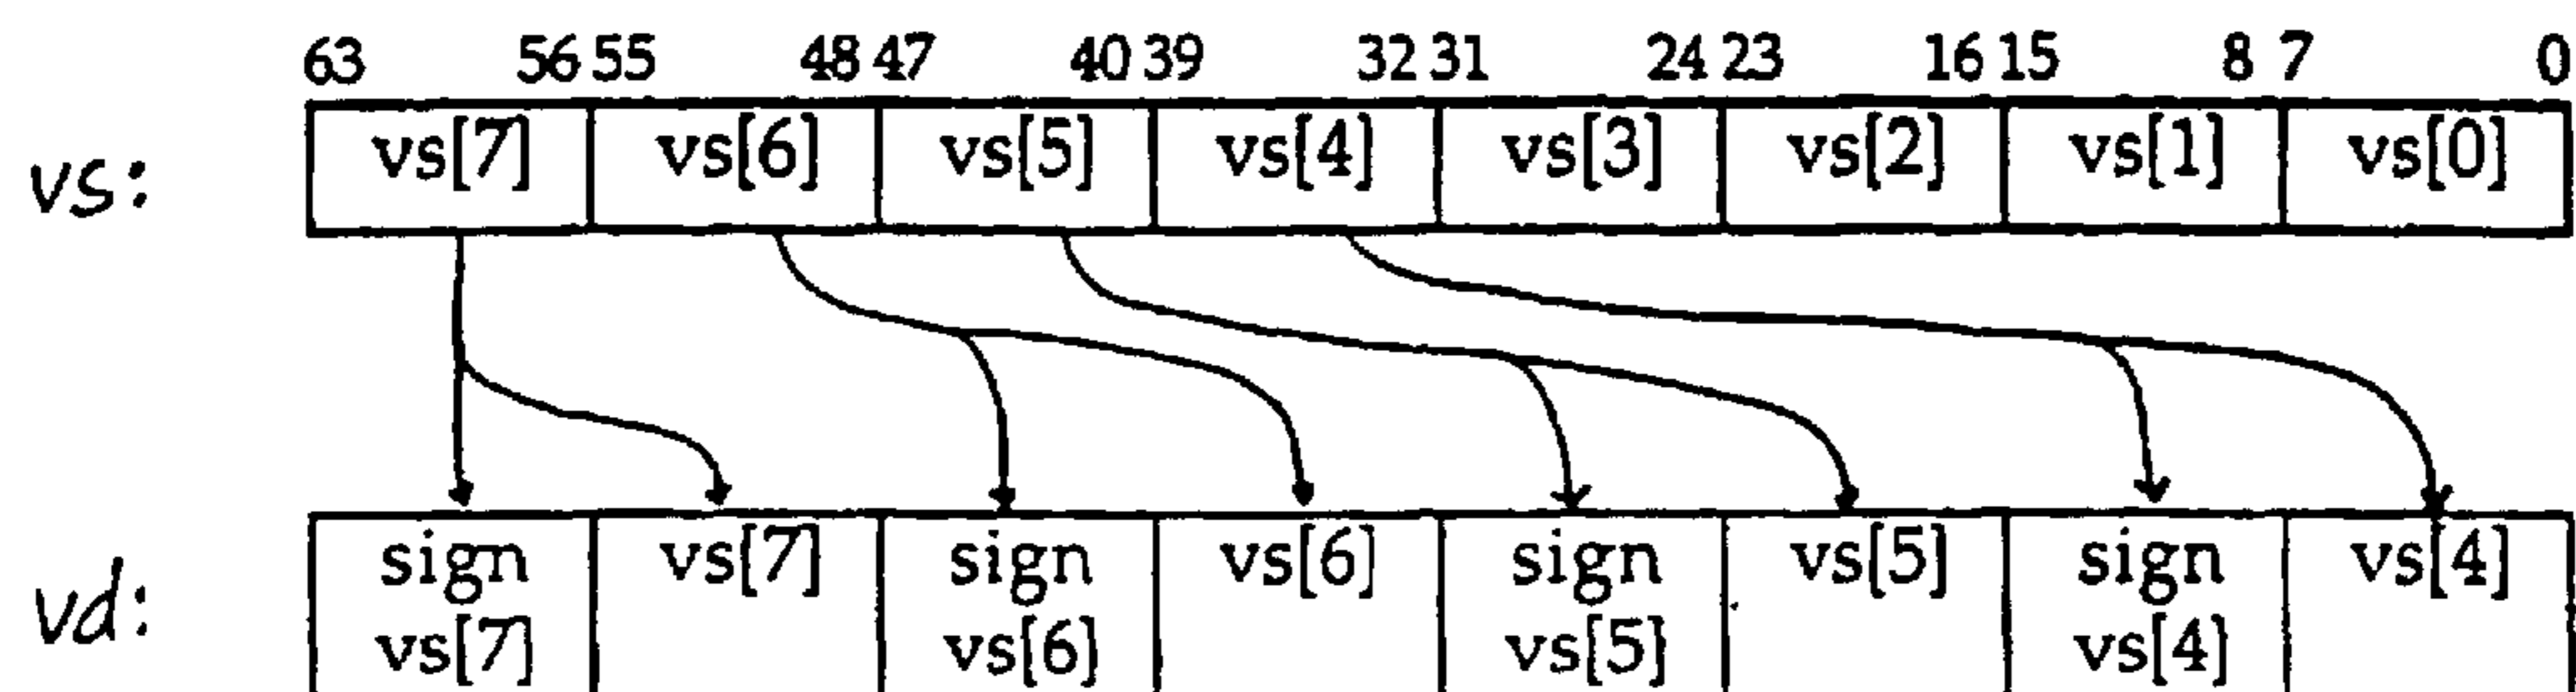 63 56 55 48 47 40 39 32 31 24 23 16 15 8 7 0
vs: vs[7] vs[6] vs[5] vs[4] vs[3] vs[2] vs[1] vs[0]
vd: sign vs[7] sign vs[6] sign vs[5] sign vs[4]
vs[7] vs[6] vs[5] vs[4]